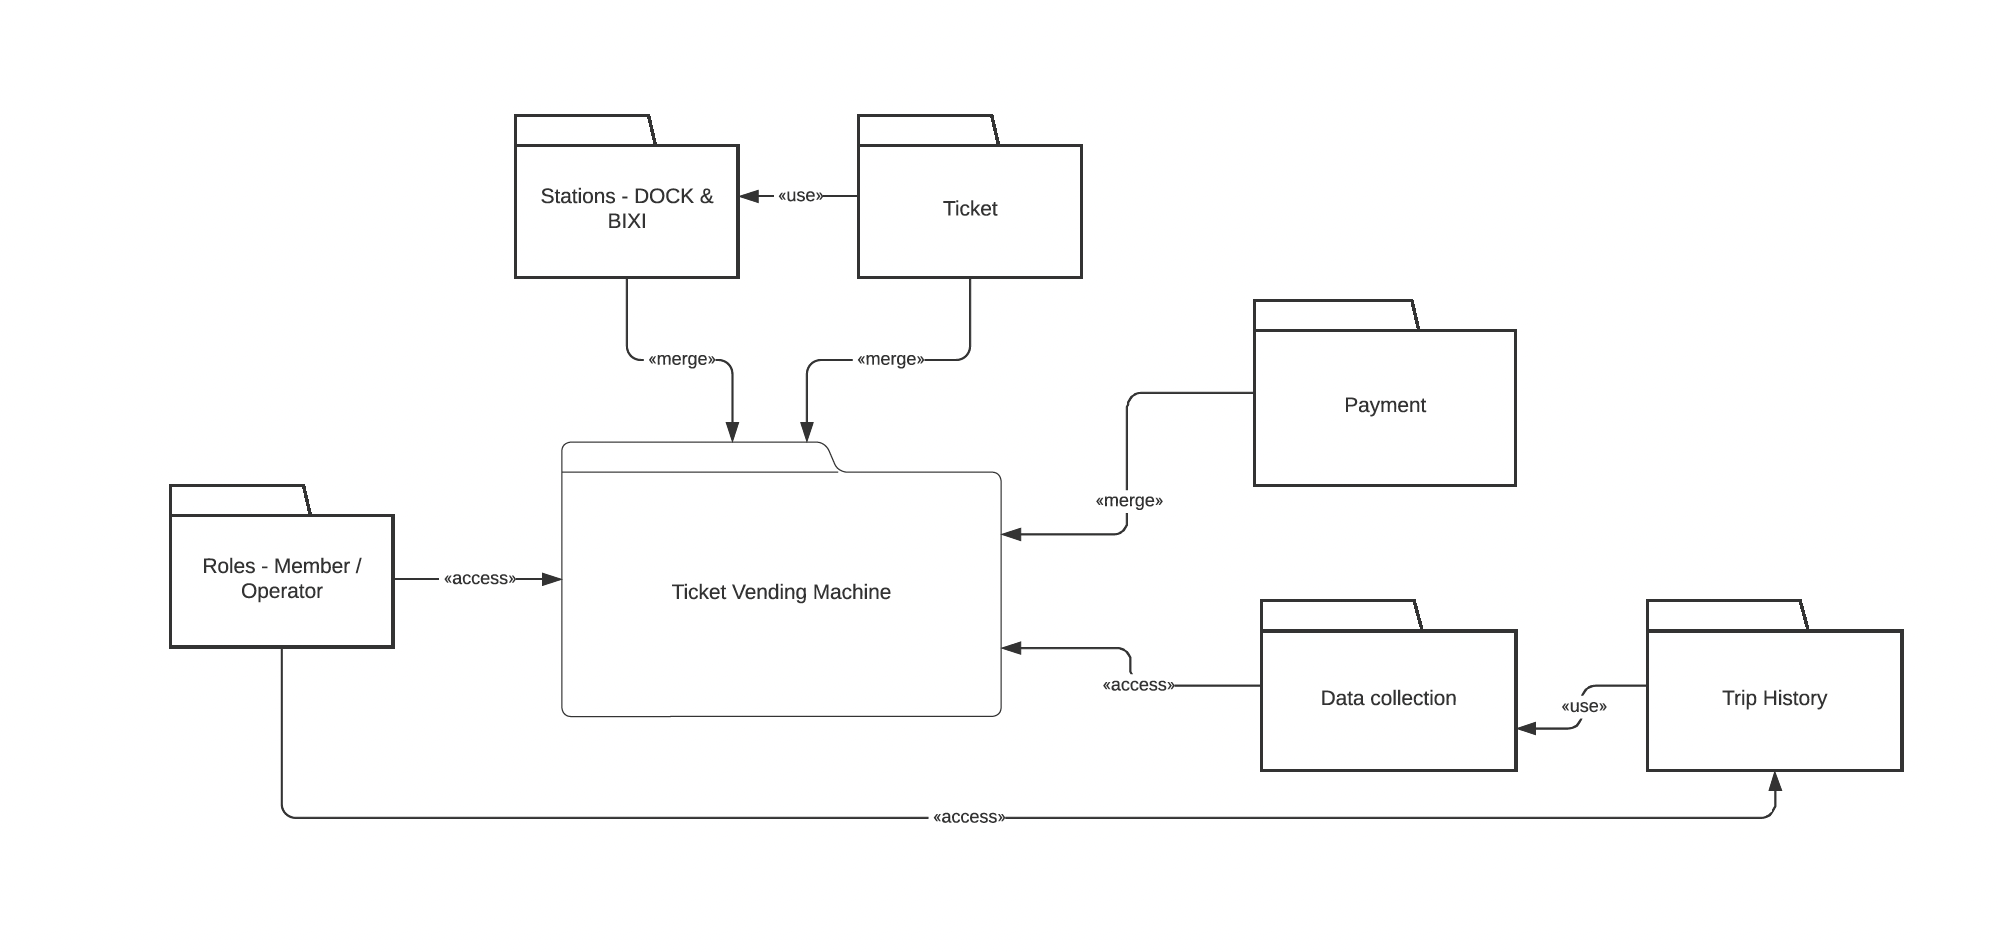 Stations - DOCK &
BIXI
«use»
Ticket
«merge»
«merge»
Payment
«merge»
Roles - Member /
Operator
«access»
Ticket Vending Machine
«access»
Data collection
«use»
Trip History
«access»